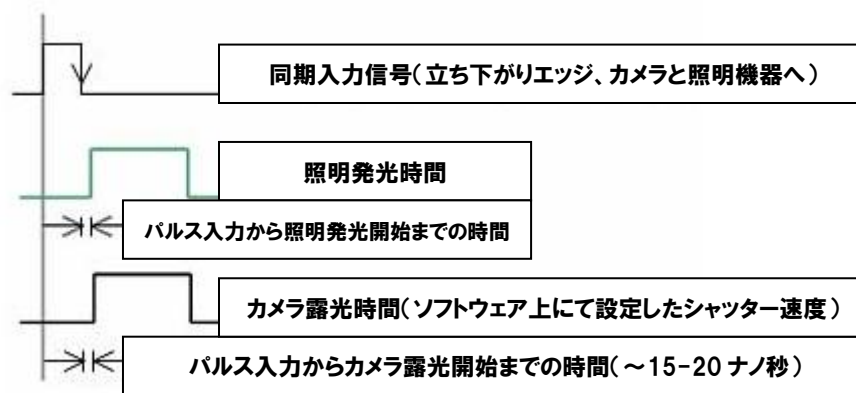 同期入力信号(立ち下がりエッジ、カメラと照明機器へ)
照明発光時間
パルス入力から照明発光開始までの時間
カメラ露光時間(ソフトウェア上にて設定したシャッター速度)
パルス入力からカメラ露光開始までの時間(～15-20 ナノ秒)